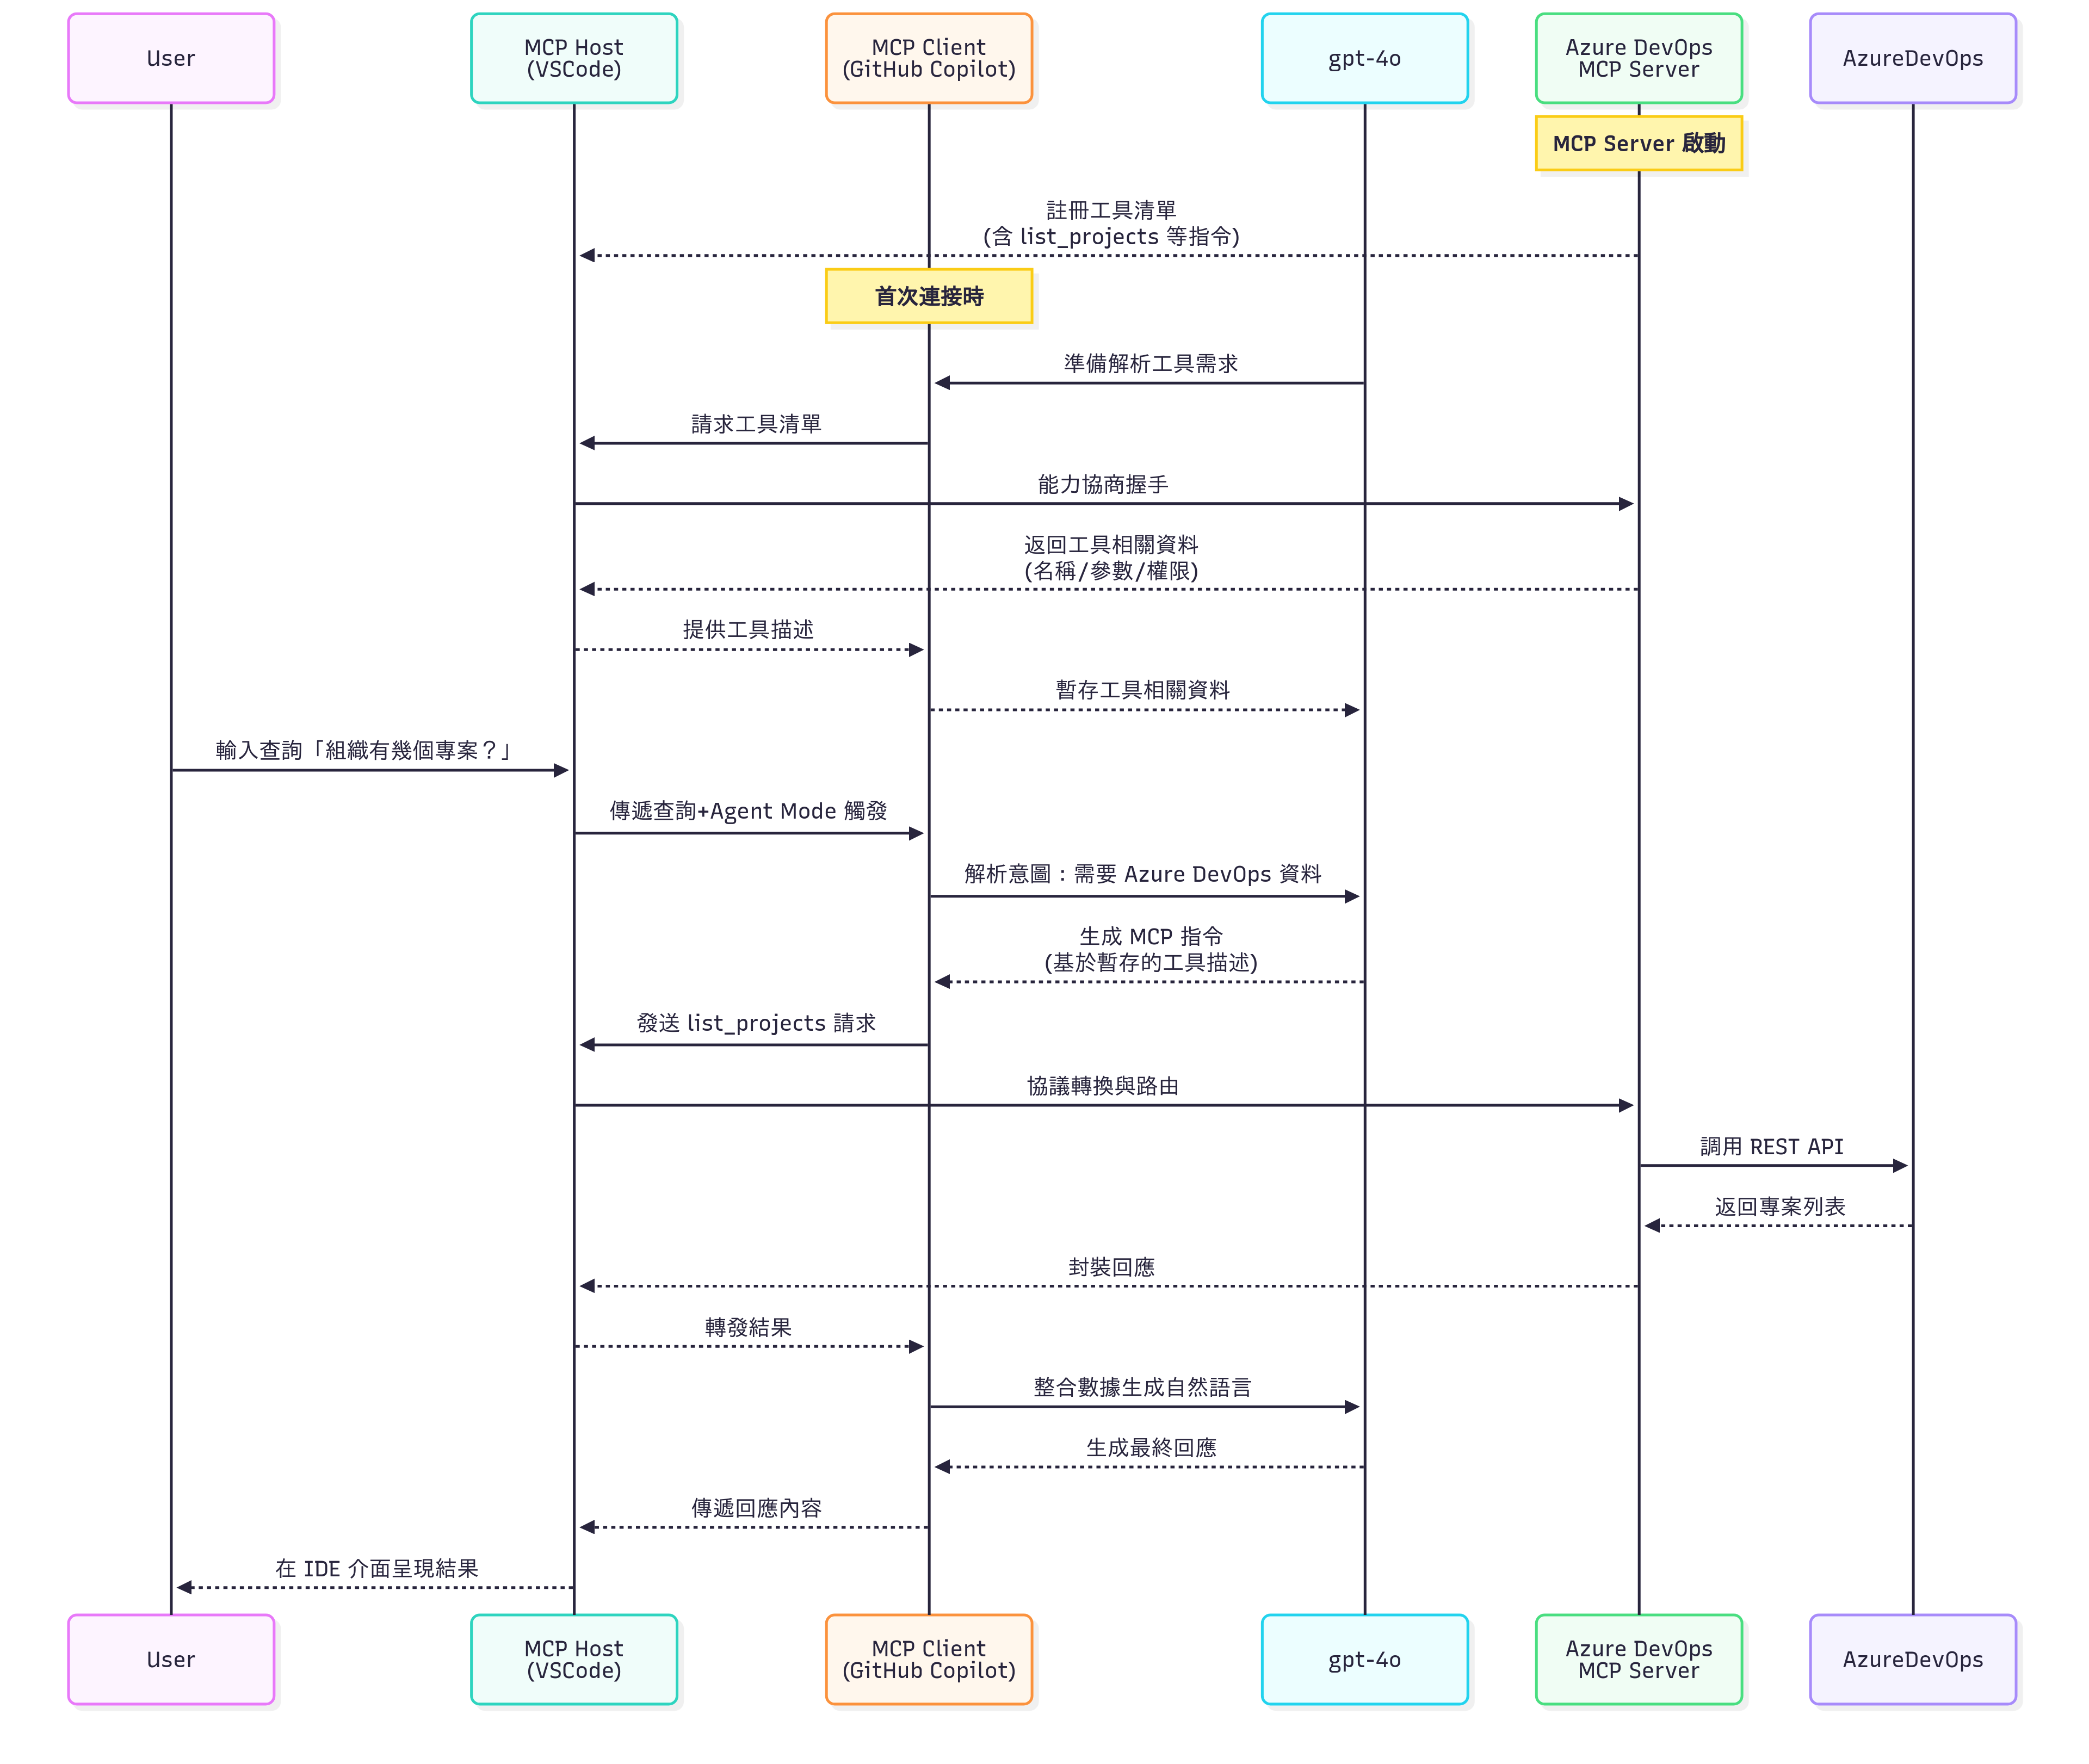 User
MCP Host
(VSCode)
MCP Client
(GitHub Copilot)
gpt-4o
Azure DevOps
MCP Server
AzureDevOps
MCP Server 啟動
註冊工具清單
(含 list_projects 等指令)
首次連接時
準備解析工具需求
請求工具清單
能力協商握手
返回工具相關資料
(名稱/參數/權限)
提供工具描述
暫存工具相關資料
輸入查詢「組織有幾個專案？」
傳遞查詢+Agent Mode 觸發
解析意圖：需要 Azure DevOps 資料
生成 MCP 指令
(基於暫存的工具描述)
發送 list_projects 請求
協議轉換與路由
調用 REST API
返回專案列表
封裝回應
轉發結果
整合數據生成自然語言
生成最終回應
傳遞回應內容
在 IDE 介面呈現結果
User
MCP Host
(VSCode)
MCP Client
(GitHub Copilot)
gpt-4o
Azure DevOps
MCP Server
AzureDevOps